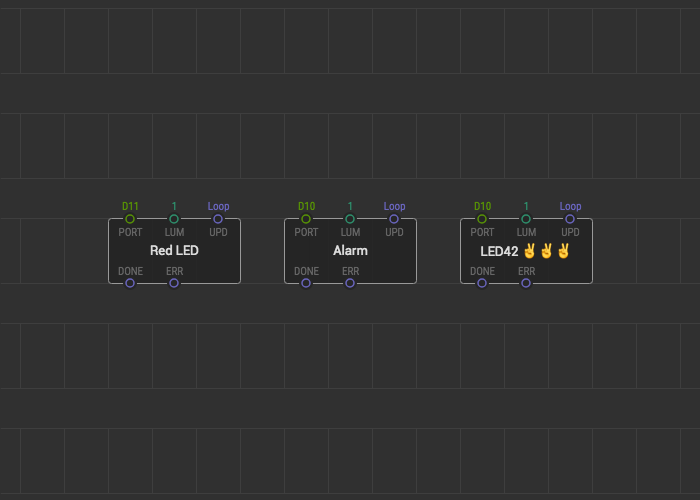 D11 1 Loop D10 1 Loop D10 1 Loop
PORT LUM UPD PORT LUM UPD PORT LUM UPD
Red LED Alarm LED42 ✌️✌️✌️
DONE ERR DONE ERR DONE ERR